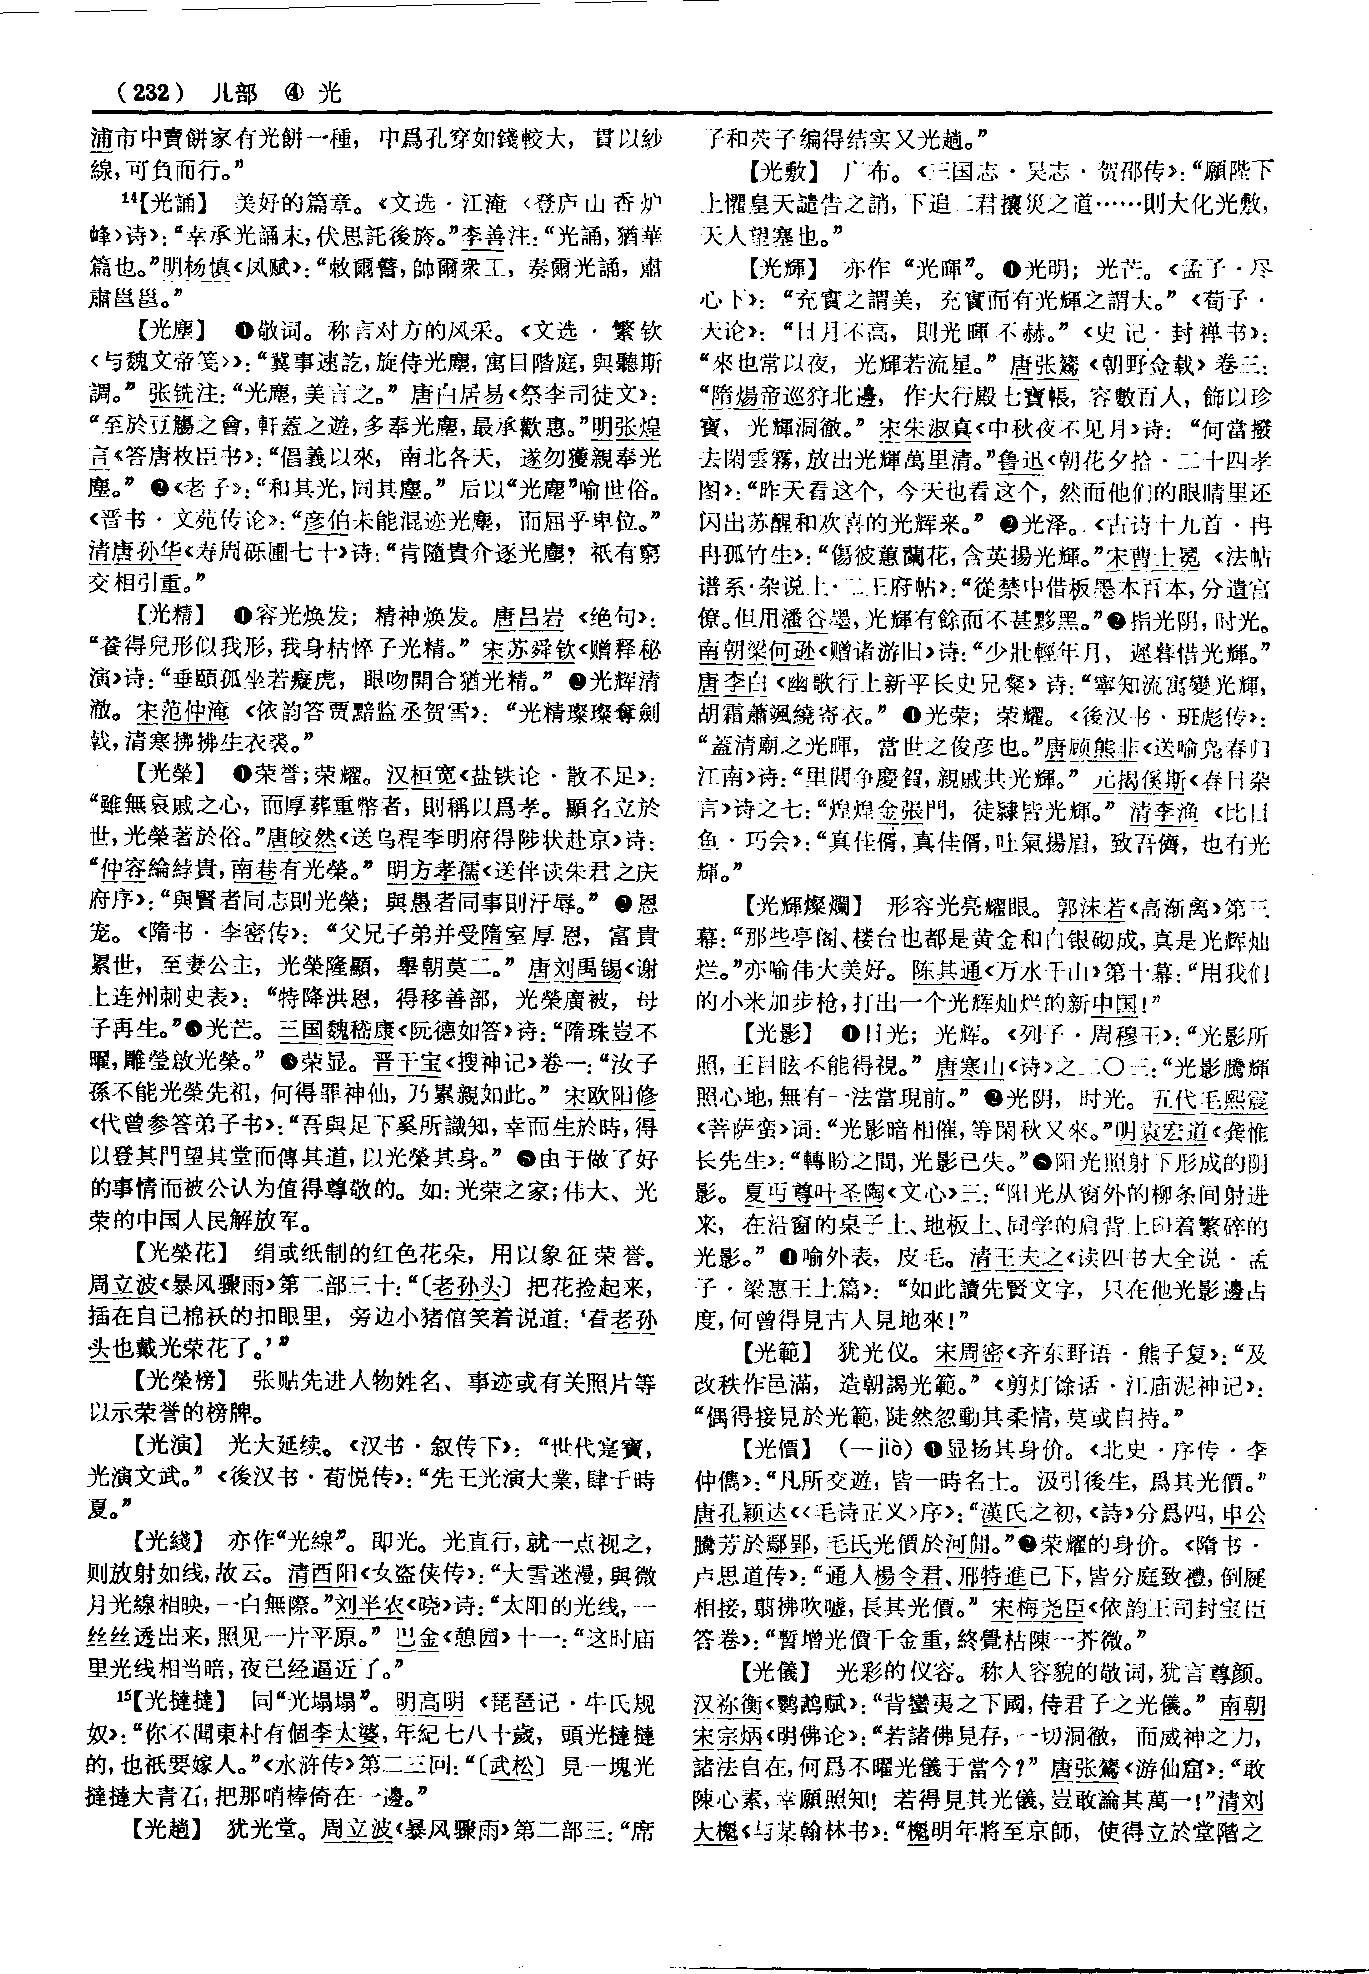 （232） 儿部 ④ 光
浦市中賣餅家有光餅一種，中爲孔穿如錢較大，貫以紗
線，可負而行。”
14【光誦】 美好的篇章。《文选·江淹〈登庐山香炉
峰〉诗》：“幸承光誦末，伏思託後旍。”李善注：“光誦，猶華
篇也。”明杨慎《凤赋》：“敕爾瞽，帥爾衆工，奏爾光誦，肅
肅邕邕。”
【光塵】 ❶敬词。称言对方的风采。《文选·繁钦
〈与魏文帝笺〉》：“冀事速訖，旋侍光塵，寓目階庭，與聽斯
調。”张铣注：“光塵，美言之。”唐白居易《祭李司徒文》：
“至於豆觴之會，軒蓋之遊，多奉光塵，最承歡惠。”明张煌
言《答唐枚臣书》：“倡義以來，南北各天，遂勿獲親奉光
塵。”❷《老子》：“和其光，同其塵。”后以“光塵”喻世俗。
《晋书·文苑传论》：“彦伯未能混迹光塵，而屈乎卑位。”
清唐孙华《寿周砾圃七十》诗：“肯隨貴介逐光塵？祇有窮
交相引重。”
【光精】 ❶容光焕发；精神焕发。唐吕岩《绝句》：
“養得兒形似我形，我身枯悴子光精。”宋苏舜钦《赠释秘
演》诗：“垂頤孤坐若癡虎，眼吻開合猶光精。”❷光辉清
澈。宋范仲淹《依韵答贾黯监丞贺雪》：“光精璨璨奪劍
戟，清寒拂拂生衣裘。”
【光榮】 ❶荣誉；荣耀。汉桓宽《盐铁论·散不足》：
“雖無哀戚之心，而厚葬重幣者，則稱以爲孝。顯名立於
世，光榮著於俗。”唐皎然《送乌程李明府得陟状赴京》诗：
“仲容綸綍貴，南巷有光榮。”明方孝孺《送伴读朱君之庆
府序》：“與賢者同志則光榮；與愚者同事則汙辱。”❷恩
宠。《隋书·李密传》：“父兄子弟并受隋室厚恩，富貴
累世，至妻公主，光榮隆顯，舉朝莫二。”唐刘禹锡《谢
上连州刺史表》：“特降洪恩，得移善部，光榮廣被，母
子再生。”❸光芒。三国魏嵇康《阮德如答》诗：“隋珠豈不
曜，雕瑩啟光榮。”❹荣显。晋干宝《搜神记》卷一：“汝子
孫不能光榮先祖，何得罪神仙，乃累親如此。”宋欧阳修
《代曾参答弟子书》：“吾與足下奚所識知，幸而生於時，得
以登其門望其堂而傳其道，以光榮其身。”❺由于做了好
的事情而被公认为值得尊敬的。如：光荣之家；伟大、光
荣的中国人民解放军。
【光榮花】 绢或纸制的红色花朵，用以象征荣誉。
周立波《暴风骤雨》第二部三十：“〔老孙头〕把花捡起来，
插在自己棉袄的扣眼里，旁边小猪倌笑着说道：‘看老孙
头也戴光荣花了。’”
【光榮榜】 张贴先进人物姓名、事迹或有关照片等
以示荣誉的榜牌。
【光演】 光大延续。《汉书·叙传下》：“世代寔寶，
光演文武。”《後汉书·荀悦传》：“先王光演大業，肆于時
夏。”
【光綫】 亦作“光線”。即光。光直行，就一点视之，
则放射如线，故云。清酉阳《女盗侠传》：“大雪迷漫，與微
月光線相映，一白無際。”刘半农《晓》诗：“太阳的光线，一
丝丝透出来，照见一片平原。”巴金《憩园》十一：“这时庙
里光线相当暗，夜已经逼近了。”
15【光撻撻】 同“光塌塌”。明高明《琵琶记·牛氏规
奴》：“你不聞東村有個李太婆，年紀七八十歲，頭光撻撻
的，也祇要嫁人。”《水浒传》第二三回：“〔武松〕見一塊光
撻撻大青石，把那哨棒倚在一邊。”
【光趟】 犹光堂。周立波《暴风骤雨》第二部三：“席
子和茓子编得结实又光趟。”
【光敷】 广布。《三国志·吴志·贺邵传》：“願陛下
上懼皇天譴告之誚，下追二君攘災之道……則大化光敷，
天人望塞也。”
【光輝】 亦作“光暉”。❶光明；光芒。《孟子·尽
心下》：“充實之謂美，充實而有光輝之謂大。”《荀子·
天论》：“日月不高，則光暉不赫。”《史记·封禅书》：
“來也常以夜，光輝若流星。”唐张鷟《朝野佥载》卷三：
“隋煬帝巡狩北邊，作大行殿七寶帳，容數百人，飾以珍
寶，光輝洞徹。”宋朱淑真《中秋夜不见月》诗：“何當撥
去閑雲霧，放出光輝萬里清。”鲁迅《朝花夕拾·二十四孝
图》：“昨天看这个，今天也看这个，然而他们的眼睛里还
闪出苏醒和欢喜的光辉来。”❷光泽。《古诗十九首·冉
冉孤竹生》：“傷彼蕙蘭花，含英揚光輝。”宋曹士冕《法帖
谱系·杂说上·二王府帖》：“從禁中借板墨本百本，分遺宫
僚。但用潘谷墨，光輝有餘而不甚黟黑。”❸指光阴，时光。
南朝梁何逊《赠诸游旧》诗：“少壯輕年月，遲暮惜光輝。”
唐李白《幽歌行上新平长史兄粲》诗：“寧知流寓變光輝，
胡霜蕭颯繞寄衣。”❹光荣；荣耀。《後汉书·班彪传》：
“蓋清廟之光暉，當世之俊彦也。”唐顾熊非《送喻凫春归
江南》诗：“里閭争慶賀，親戚共光輝。”元揭傒斯《春日杂
言》诗之七：“煌煌金張門，徒隸皆光輝。”清李渔《比目
鱼·巧会》：“真佳偦，真佳偦，吐氣揚眉，致吾儕，也有光
輝。”
【光輝燦爛】 形容光亮耀眼。郭沫若《高渐离》第三
幕：“那些亭阁、楼台也都是黄金和白银砌成，真是光辉灿
烂。”亦喻伟大美好。陈其通《万水千山》第十幕：“用我们
的小米加步枪，打出一个光辉灿烂的新中国！”
【光影】 ❶日光；光辉。《列子·周穆王》：“光影所
照，王目眩不能得視。”唐寒山《诗》之二〇三：“光影騰輝
照心地，無有一法當現前。”❷光阴，时光。五代毛熙震
《菩萨蛮》词：“光影暗相催，等閑秋又來。”明袁宏道《龚惟
长先生》：“轉盼之間，光影已失。”❸阳光照射下形成的阴
影。夏丏尊叶圣陶《文心》三：“阳光从窗外的柳条间射进
来，在沿窗的桌子上、地板上、同学的肩背上印着繁碎的
光影。”❹喻外表，皮毛。清王夫之《读四书大全说·孟
子·梁惠王上篇》：“如此讀先賢文字，只在他光影邊占
度，何曾得見古人見地來！”
【光範】 犹光仪。宋周密《齐东野语·熊子复》：“及
改秩作邑滿，造朝謁光範。”《剪灯馀话·江庙泥神记》：
“偶得接見於光範，陡然忽動其柔情，莫或自持。”
【光價】 （—jià）❶显扬其身价。《北史·序传·李
仲儁》：“凡所交遊，皆一時名士。汲引後生，爲其光價。”
唐孔颖达《〈毛诗正义〉序》：“漢氏之初，《詩》分爲四，申公
騰芳於鄢郢，毛氏光價於河閒。”❷荣耀的身价。《隋书·
卢思道传》：“通人楊令君、邢特進已下，皆分庭致禮，倒屣
相接，翦拂吹噓，長其光價。”宋梅尧臣《依韵王司封宝臣
答卷》：“暫增光價千金重，終覺枯陳一芥微。”
【光儀】 光彩的仪容。称人容貌的敬词，犹言尊颜。
汉祢衡《鹦鹉赋》：“背蠻夷之下國，侍君子之光儀。”南朝
宋宗炳《明佛论》：“若諸佛見存，一切洞徹，而威神之力，
諸法自在，何爲不曜光儀于當今？”唐张鷟《游仙窟》：“敢
陳心素，幸願照知！若得見其光儀，豈敢論其萬一！”清刘
大櫆《与某翰林书》：“櫆明年將至京師，使得立於堂階之